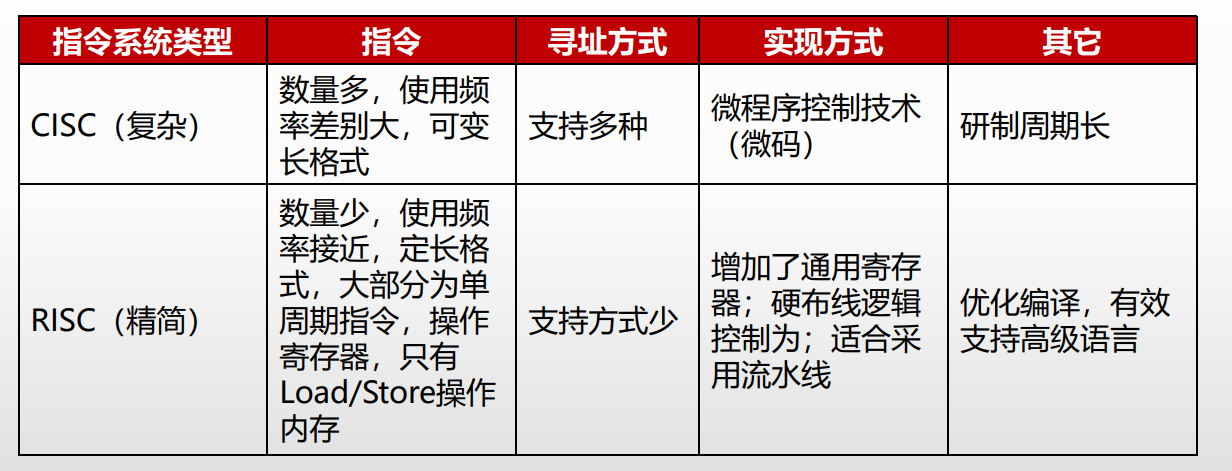 指令系统类型 指令 寻址方式 实现方式 其它
CISC（复杂）
数量多，使用频
率差别大，可变
长格式
支持多种
微程序控制技术
（微码）
研制周期长
RISC（精简）
数量少，使用频
率接近，定长格
式，大部分为单
周期指令，操作
寄存器，只有
Load/Store操作
内存
支持方式少
增加了通用寄存
器；硬布线逻辑
控制为；适合采
用流水线
优化编译，有效
支持高级语言